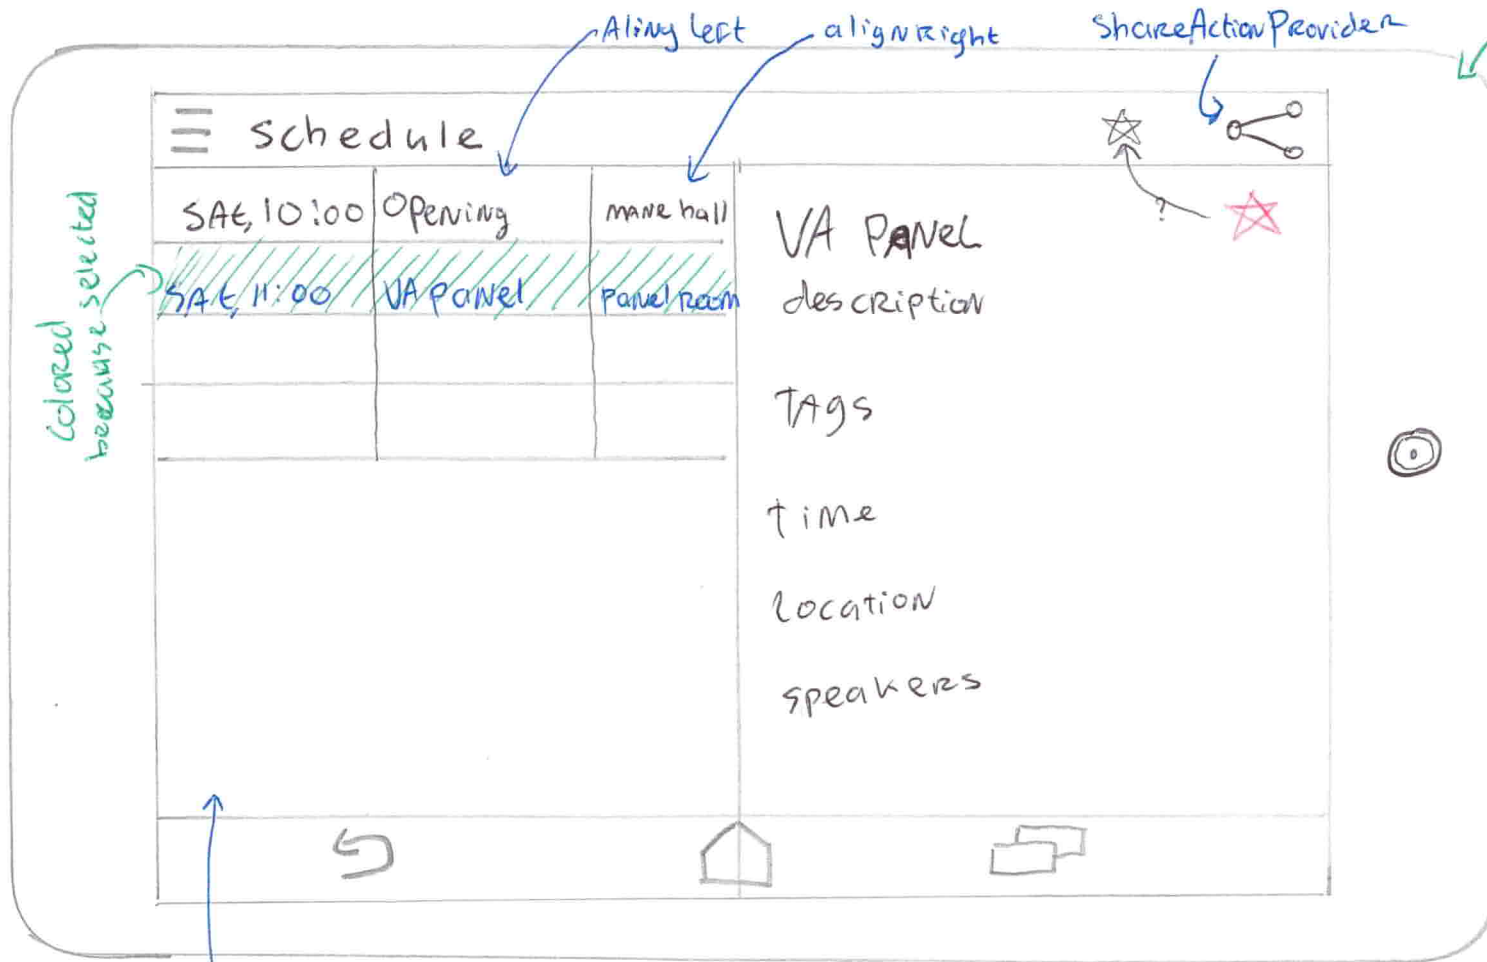 Aliny left
alignRight
ShareActionProvider
schedule
SAt, 10:00
Opening
mane hall
?
SAt, 11:00
VA panel
panel Room
Colored
because selected
VA Panel
description
TAgs
time
location
speakers